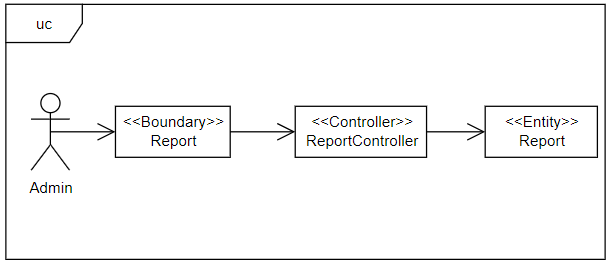 uc
<<Boundary>>
Report
<<Controller>>
ReportController
<<Entity>>
Report
Admin